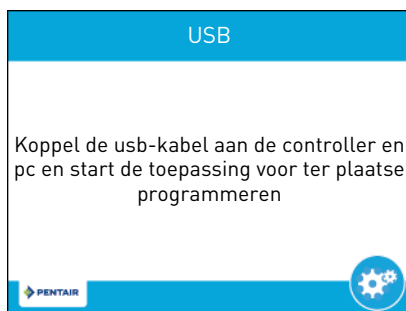 USB
Koppel de usb-kabel aan de controller en
pc en start de toepassing voor ter plaatse
programmeren
PENTAIR